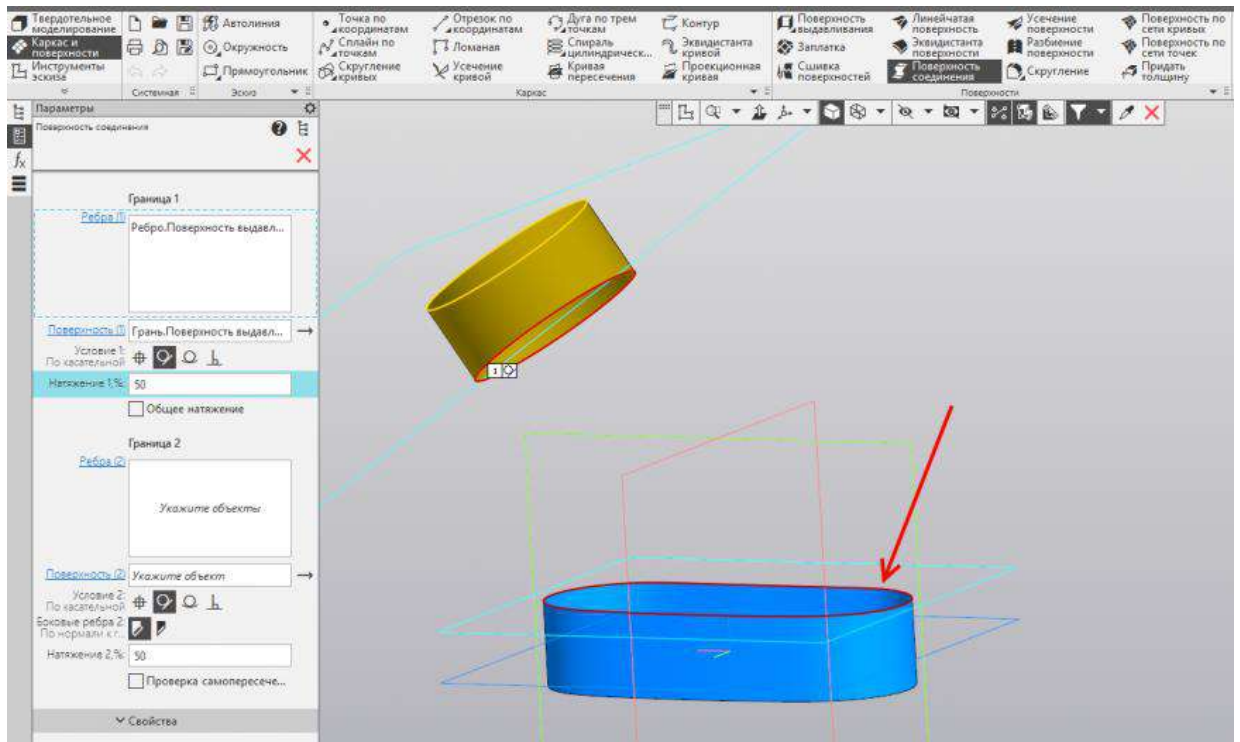 Твердотельное моделирование
Каркас и поверхности
Инструменты эскиза
Системная
Автолиния
Окружность
Прямоугольник
Эскиз
Точка по координатам
Сплайн по точкам
Скругление кривых
Отрезок по координатам
Ломаная
Усечение кривой
Дуга по трем точкам
Спираль цилиндрическ...
Кривая пересечения
Контур
Эквидистанта кривой
Проекционная кривая
Каркас
Поверхность выдавливания
Заплатка
Сшивка поверхностей
Линейчатая поверхность
Эквидистанта поверхности
Поверхность соединения
Усечение поверхности
Разбиение поверхности
Скругление
Поверхность по сети кривых
Поверхность по сети точек
Придать толщину
Поверхности
Параметры
Поверхность соединения
Граница 1
Ребра (1)
Ребро.Поверхность выдавл...
Поверхность (1)
Грань.Поверхность выдавл...
Условие 1:
По касательной
Натяжение 1,%:
50
Общее натяжение
Граница 2
Ребра (2)
Укажите объекты
Поверхность (2)
Укажите объект
Условие 2:
По касательной
Боковые ребра 2:
По нормали к г...
Натяжение 2,%:
50
Проверка самопересече...
Свойства
1